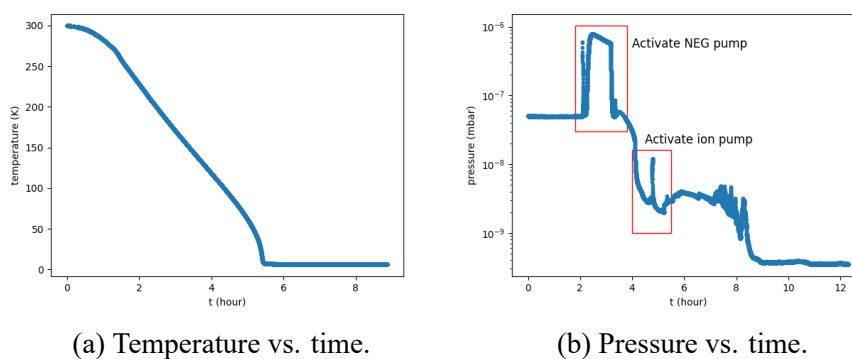 300
250
200
150
100
50
0
temperature (K)
0 2 4 6 8
t (hour)
(a) Temperature vs. time.
10⁻⁶
10⁻⁷
10⁻⁸
10⁻⁹
pressure (mbar)
Activate NEG pump
Activate ion pump
0 2 4 6 8 10 12
t (hour)
(b) Pressure vs. time.